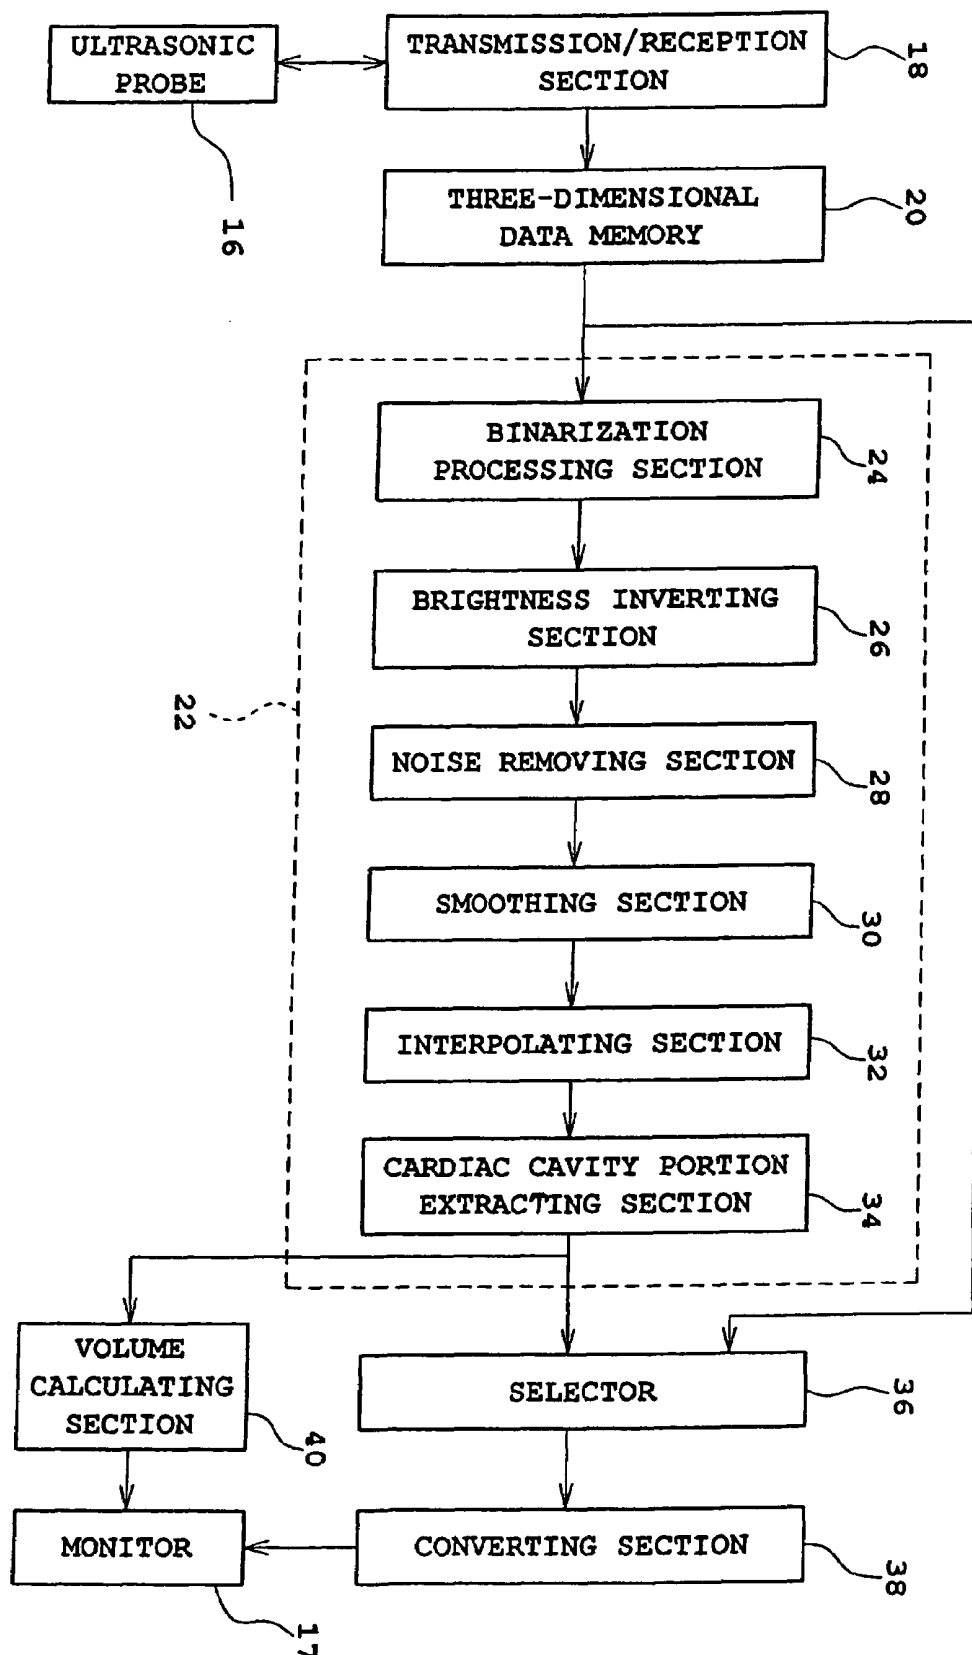 ULTRASONIC
PROBE
16
TRANSMISSION/RECEPTION
SECTION
18
THREE-DIMENSIONAL
DATA MEMORY
20
BINARIZATION
PROCESSING SECTION
24
BRIGHTNESS INVERTING
SECTION
26
22
NOISE REMOVING SECTION
28
SMOOTHING SECTION
30
INTERPOLATING SECTION
32
CARDIAC CAVITY PORTION
EXTRACTING SECTION
34
VOLUME
CALCULATING
SECTION
40
SELECTOR
36
MONITOR
17
CONVERTING SECTION
38